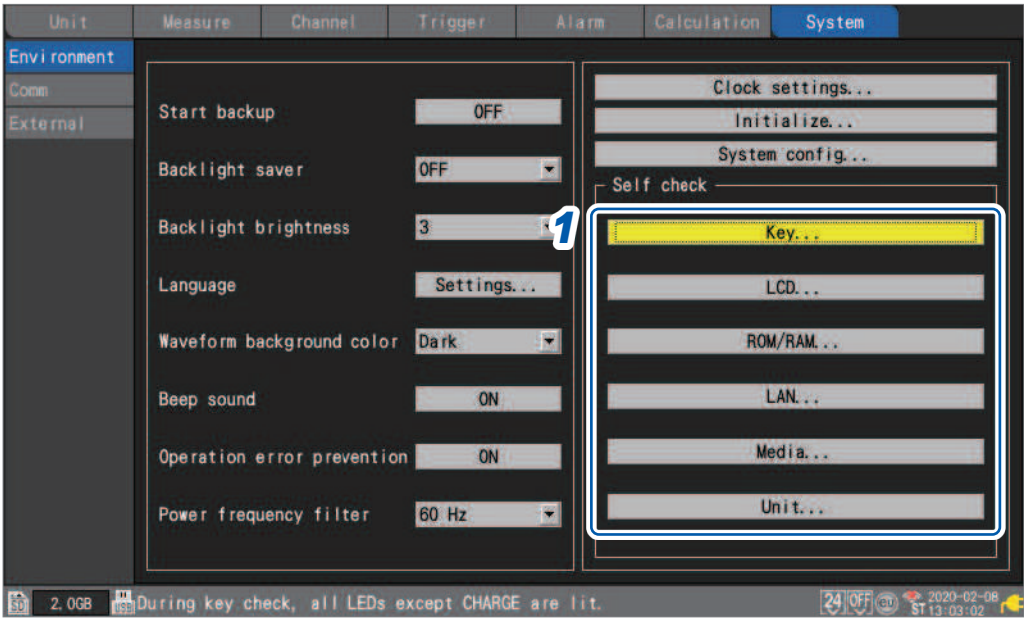 Unit Measure Channel Trigger Alarm Calculation System
Environment
Comm
External
Start backup OFF
Backlight saver OFF
Backlight brightness 3
Language Settings...
Waveform background color Dark
Beep sound ON
Operation error prevention ON
Power frequency filter 60 Hz
Clock settings...
Initialize...
System config...
Self check
1
Key...
LCD...
ROM/RAM...
LAN...
Media...
Unit...
SD 2.0GB During key check, all LEDs except CHARGE are lit.
24 OFF ST 2020-02-08
13:03:02